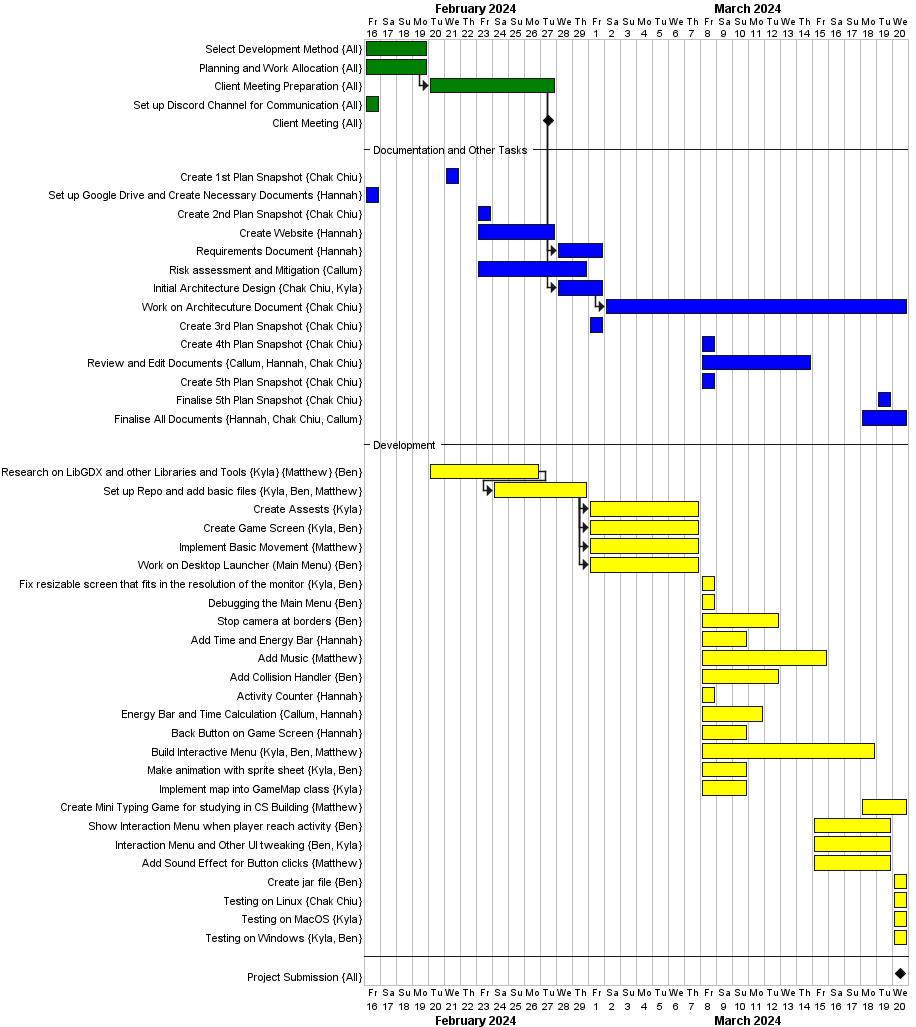 February 2024 March 2024
Fr Sa Su Mo Tu We Th Fr Sa Su Mo Tu We Th Fr Sa Su Mo Tu We Th Fr Sa Su Mo Tu We Th Fr Sa Su Mo Tu We
16 17 18 19 20 21 22 23 24 25 26 27 28 29 1 2 3 4 5 6 7 8 9 10 11 12 13 14 15 16 17 18 19 20
Select Development Method {All}
Planning and Work Allocation {All}
Client Meeting Preparation {All}
Set up Discord Channel for Communication {All}
Client Meeting {All}
Documentation and Other Tasks
Create 1st Plan Snapshot {Chak Chiu}
Set up Google Drive and Create Necessary Documents {Hannah}
Create 2nd Plan Snapshot {Chak Chiu}
Create Website {Hannah}
Requirements Document {Hannah}
Risk assessment and Mitigation {Callum}
Initial Architecture Design {Chak Chiu, Kyla}
Work on Architecuture Document {Chak Chiu}
Create 3rd Plan Snapshot {Chak Chiu}
Create 4th Plan Snapshot {Chak Chiu}
Review and Edit Documents {Callum, Hannah, Chak Chiu}
Create 5th Plan Snapshot {Chak Chiu}
Finalise 5th Plan Snapshot {Chak Chiu}
Finalise All Documents {Hannah, Chak Chiu, Callum}
Development
Research on LibGDX and other Libraries and Tools {Kyla} {Matthew} {Ben}
Set up Repo and add basic files {Kyla, Ben, Matthew}
Create Assests {Kyla}
Create Game Screen {Kyla, Ben}
Implement Basic Movement {Matthew}
Work on Desktop Launcher (Main Menu) {Ben}
Fix resizable screen that fits in the resolution of the monitor {Kyla, Ben}
Debugging the Main Menu {Ben}
Stop camera at borders {Ben}
Add Time and Energy Bar {Hannah}
Add Music {Matthew}
Add Collision Handler {Ben}
Activity Counter {Hannah}
Energy Bar and Time Calculation {Callum, Hannah}
Back Button on Game Screen {Hannah}
Build Interactive Menu {Kyla, Ben, Matthew}
Make animation with sprite sheet {Kyla, Ben}
Implement map into GameMap class {Kyla}
Create Mini Typing Game for studying in CS Building {Matthew}
Show Interaction Menu when player reach activity {Ben}
Interaction Menu and Other UI tweaking {Ben, Kyla}
Add Sound Effect for Button clicks {Matthew}
Create jar file {Ben}
Testing on Linux {Chak Chiu}
Testing on MacOS {Kyla}
Testing on Windows {Kyla, Ben}
Project Submission {All}
Fr Sa Su Mo Tu We Th Fr Sa Su Mo Tu We Th Fr Sa Su Mo Tu We Th Fr Sa Su Mo Tu We Th Fr Sa Su Mo Tu We
16 17 18 19 20 21 22 23 24 25 26 27 28 29 1 2 3 4 5 6 7 8 9 10 11 12 13 14 15 16 17 18 19 20
February 2024 March 2024